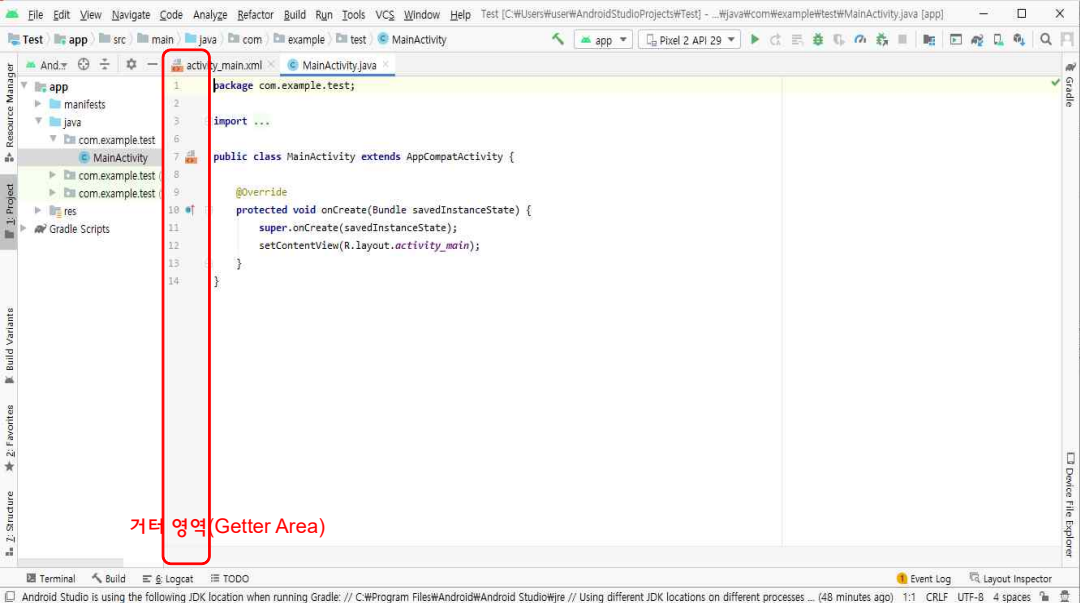 File Edit View Navigate Code Analyze Refactor Build Run Tools VCS Window Help Test [C:₩Users₩user₩AndroidStudioProjects₩Test] - ...₩java₩com₩example₩test₩MainActivity.java [app]
Test app src main java com example test MainActivity app Pixel 2 API 29
And.. activity_main.xml MainActivity.java
Resource Manager
1: Project
Build Variants
2: Favorites
7: Structure
app
manifests
java
com.example.test
MainActivity
com.example.test (
com.example.test (
res
Gradle Scripts
1 package com.example.test;
2
3 import ...
6
7 public class MainActivity extends AppCompatActivity {
8
9 @Override
10 protected void onCreate(Bundle savedInstanceState) {
11 super.onCreate(savedInstanceState);
12 setContentView(R.layout.activity_main);
13 }
14 }
거터 영역(Getter Area)
Gradle
Device File Explorer
Terminal Build 6: Logcat TODO 1 Event Log Layout Inspector
Android Studio is using the following JDK location when running Gradle: // C:₩Program Files₩Android₩Android Studio₩jre // Using different JDK locations on different processes ... (48 minutes ago) 1:1 CRLF UTF-8 4 spaces